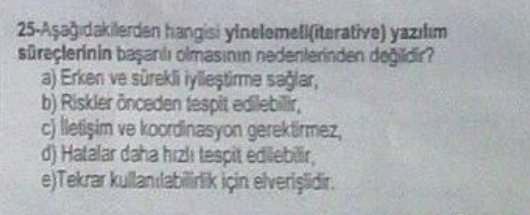 25-Aşağıdakilerden hangisi yinelemeli(iterative) yazılım
süreçlerinin başarılı olmasının nedenlerinden değildir?
a) Erken ve sürekli iyileştirme sağlar,
b) Riskler önceden tespit edilebilir,
c) İletişim ve koordinasyon gerektirmez,
d) Hatalar daha hızlı tespit edilebilir,
e)Tekrar kullanılabilirlik için elverişlidir.